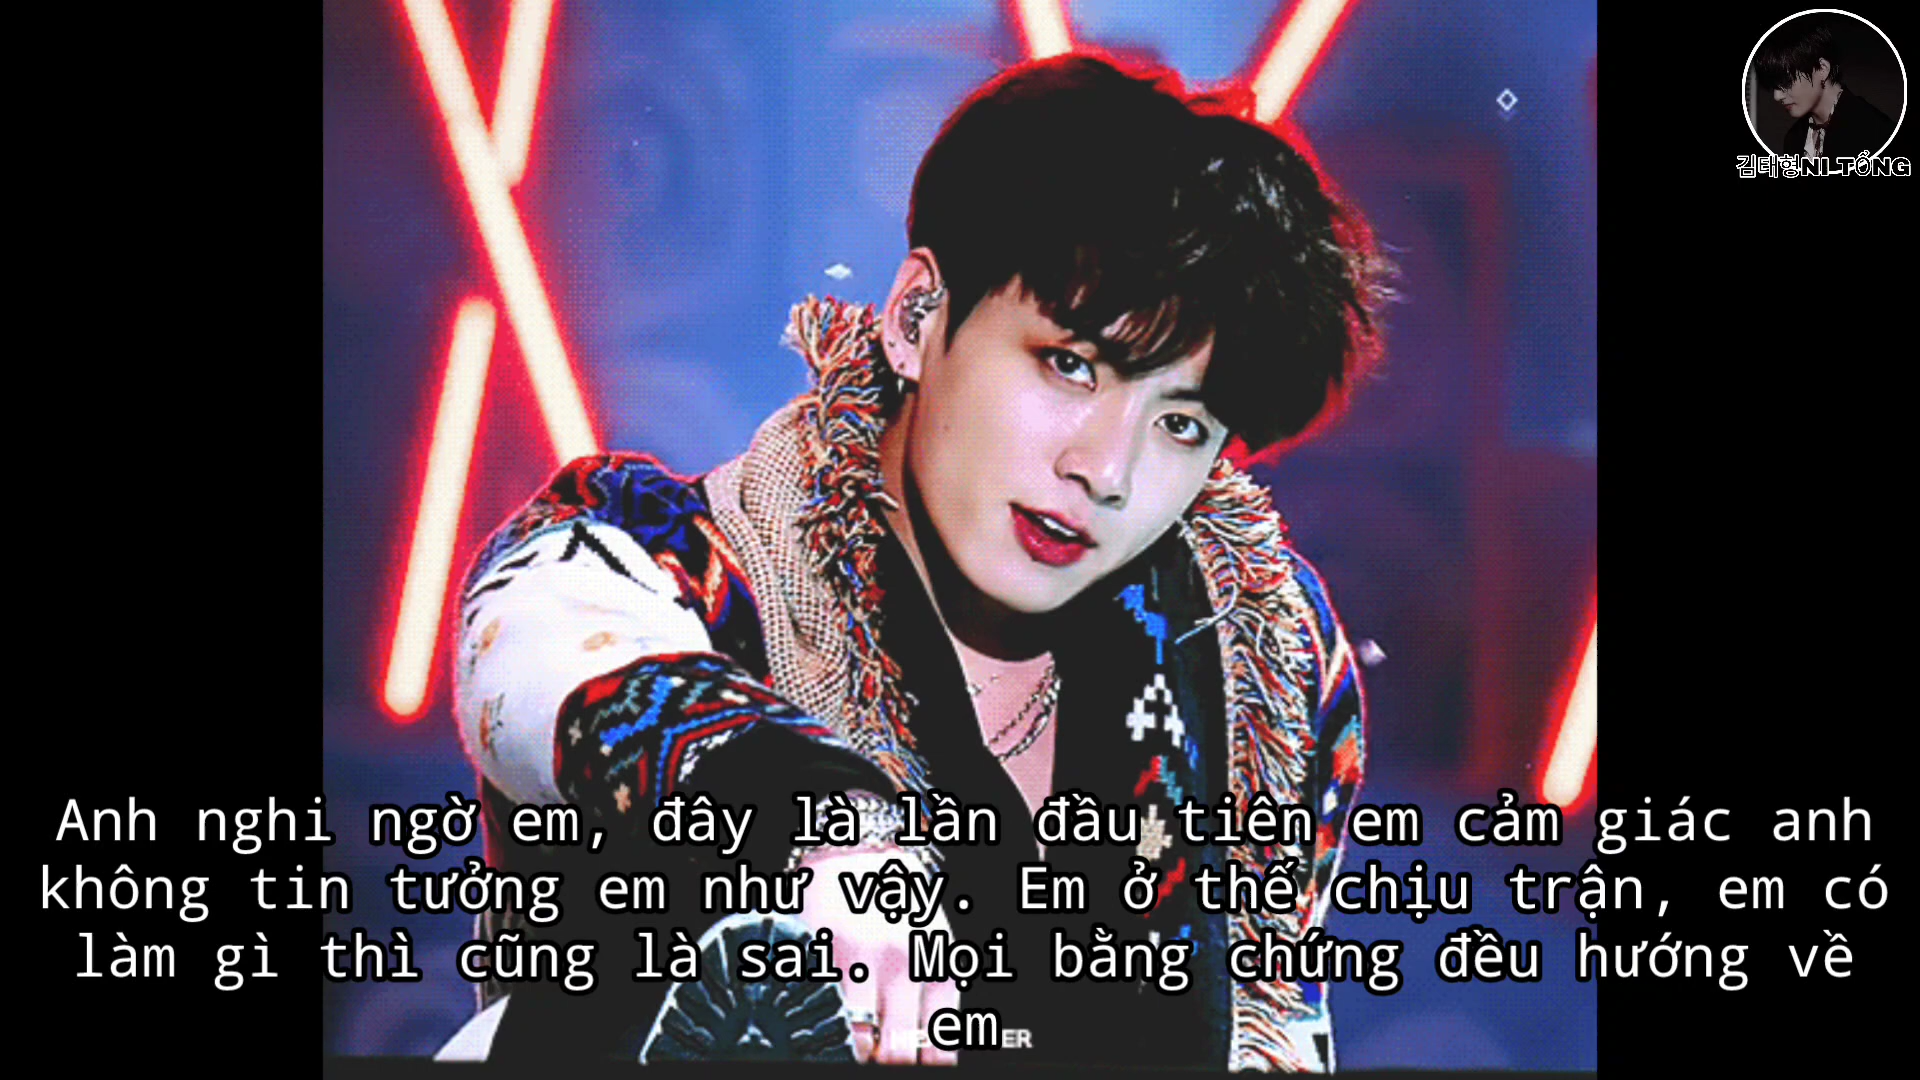 김태형NI TỐNG
Anh nghi ngờ em, đây là lần đầu tiên em cảm giác anh
không tin tưởng em như vậy. Em ở thế chịu trận, em có
làm gì thì cũng là sai. Mọi bằng chứng đều hướng về
em